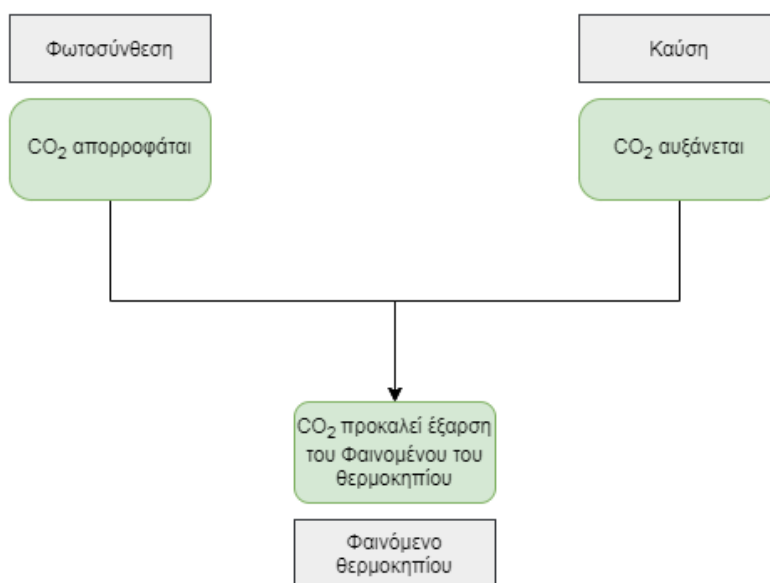 Φωτοσύνθεση
Καύση
CO₂ απορροφάται
CO₂ αυξάνεται
CO₂ προκαλεί έξαρση
του Φαινομένου του
θερμοκηπίου
Φαινόμενο
θερμοκηπίου